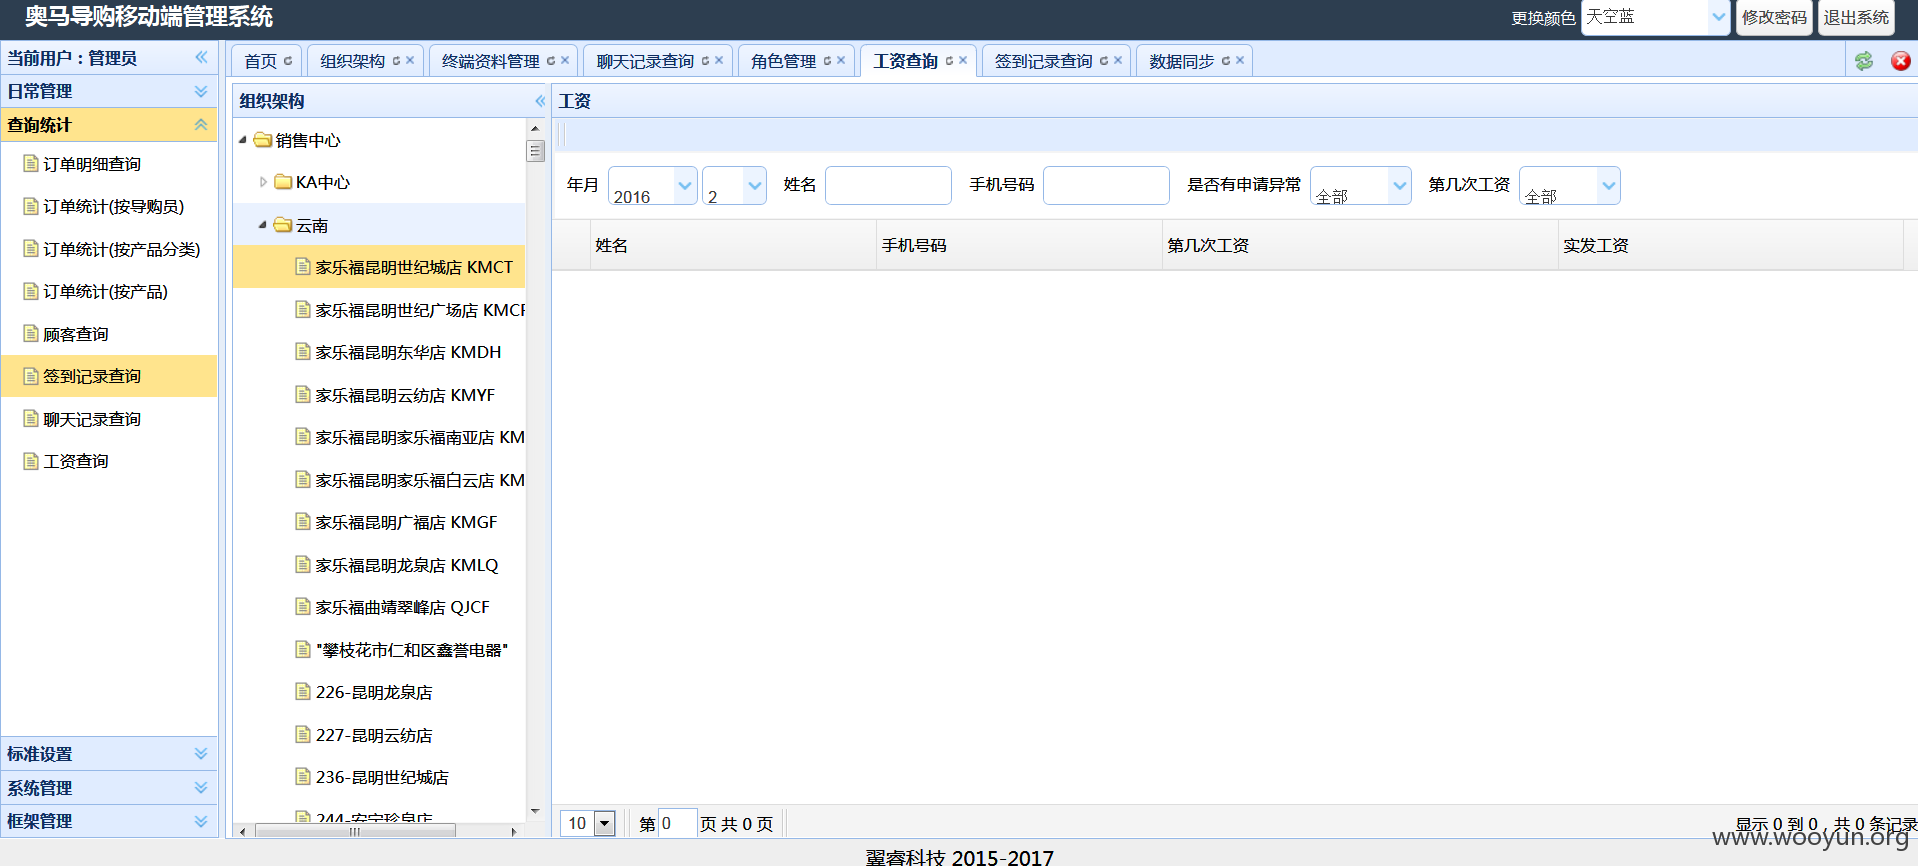 奥马导购移动端管理系统
更换颜色 天空蓝 修改密码 退出系统
当前用户：管理员
日常管理
查询统计
订单明细查询
订单统计(按导购员)
订单统计(按产品分类)
订单统计(按产品)
顾客查询
签到记录查询
聊天记录查询
工资查询
标准设置
系统管理
框架管理
首页 组织架构 终端资料管理 聊天记录查询 角色管理 工资查询 签到记录查询 数据同步
组织架构
销售中心
KA中心
云南
家乐福昆明世纪城店 KMCT
家乐福昆明世纪广场店 KMCF
家乐福昆明东华店 KMDH
家乐福昆明云纺店 KMYF
家乐福昆明家乐福南亚店 KM
家乐福昆明家乐福白云店 KM
家乐福昆明广福店 KMGF
家乐福昆明龙泉店 KMLQ
家乐福曲靖翠峰店 QJCF
"攀枝花市仁和区鑫誉电器"
226-昆明龙泉店
227-昆明云纺店
236-昆明世纪城店
244-安宁珍泉店
工资
年月 2016 2 姓名 手机号码 是否有申请异常 全部 第几次工资 全部
姓名 手机号码 第几次工资 实发工资
10 第 0 页 共 0 页
显示 0 到 0，共 0 条记录
www.wooyun.org
翼睿科技 2015-2017